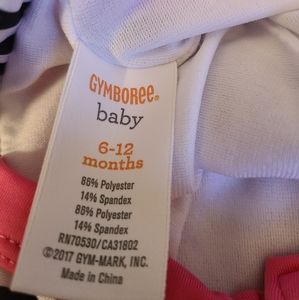 GYMBOREE®
baby
6-12
months
86% Polyester
14% Spandex
86% Polyester
14% Spandex
RN70530/CA31802
©2017 GYM-MARK, INC.
Made in China